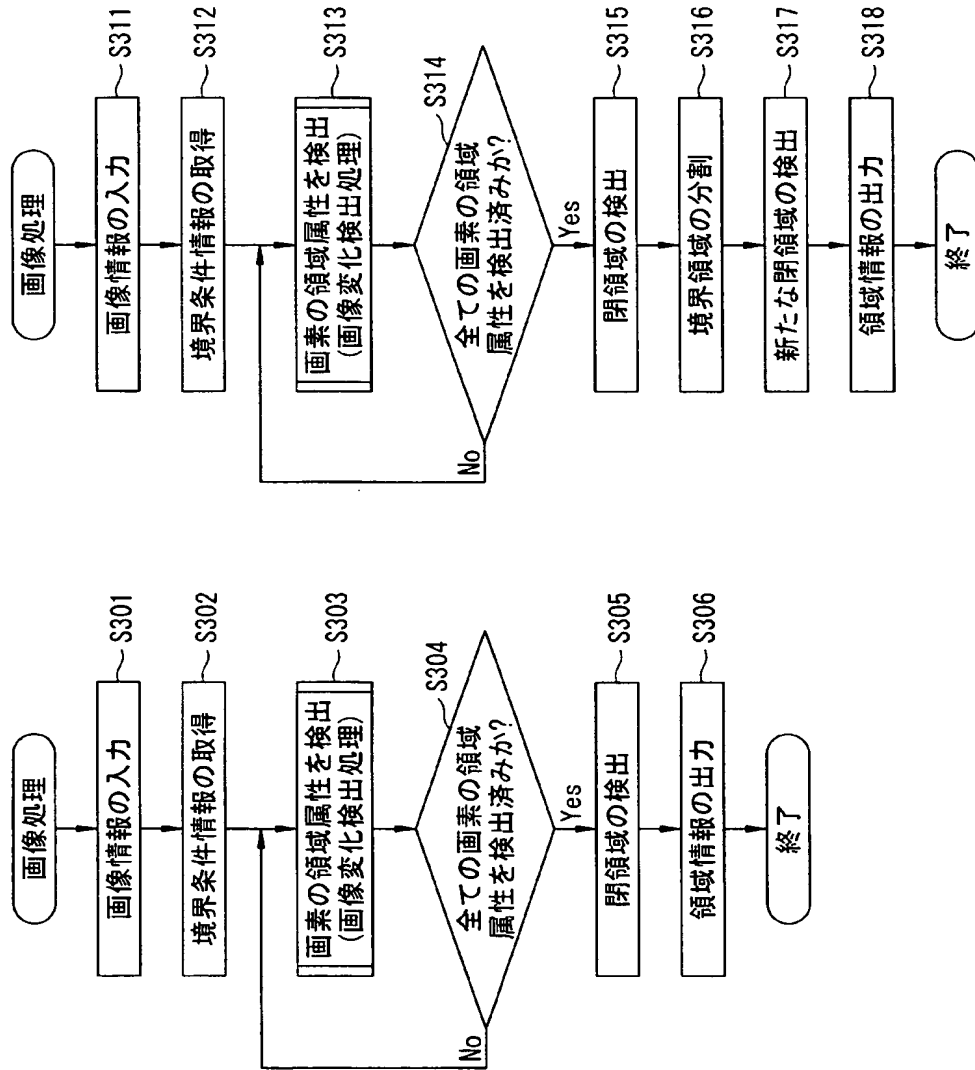 画像処理
画像情報の入力
S301
境界条件情報の取得
S302
画素の領域属性を検出
(画像変化検出処理)
S303
全ての画素の領域
属性を検出済みか?
S304
No
Yes
閉領域の検出
S305
領域情報の出力
S306
終了
画像処理
画像情報の入力
S311
境界条件情報の取得
S312
画素の領域属性を検出
(画像変化検出処理)
S313
全ての画素の領域
属性を検出済みか?
S314
No
Yes
閉領域の検出
S315
境界領域の分割
S316
新たな閉領域の検出
S317
領域情報の出力
S318
終了